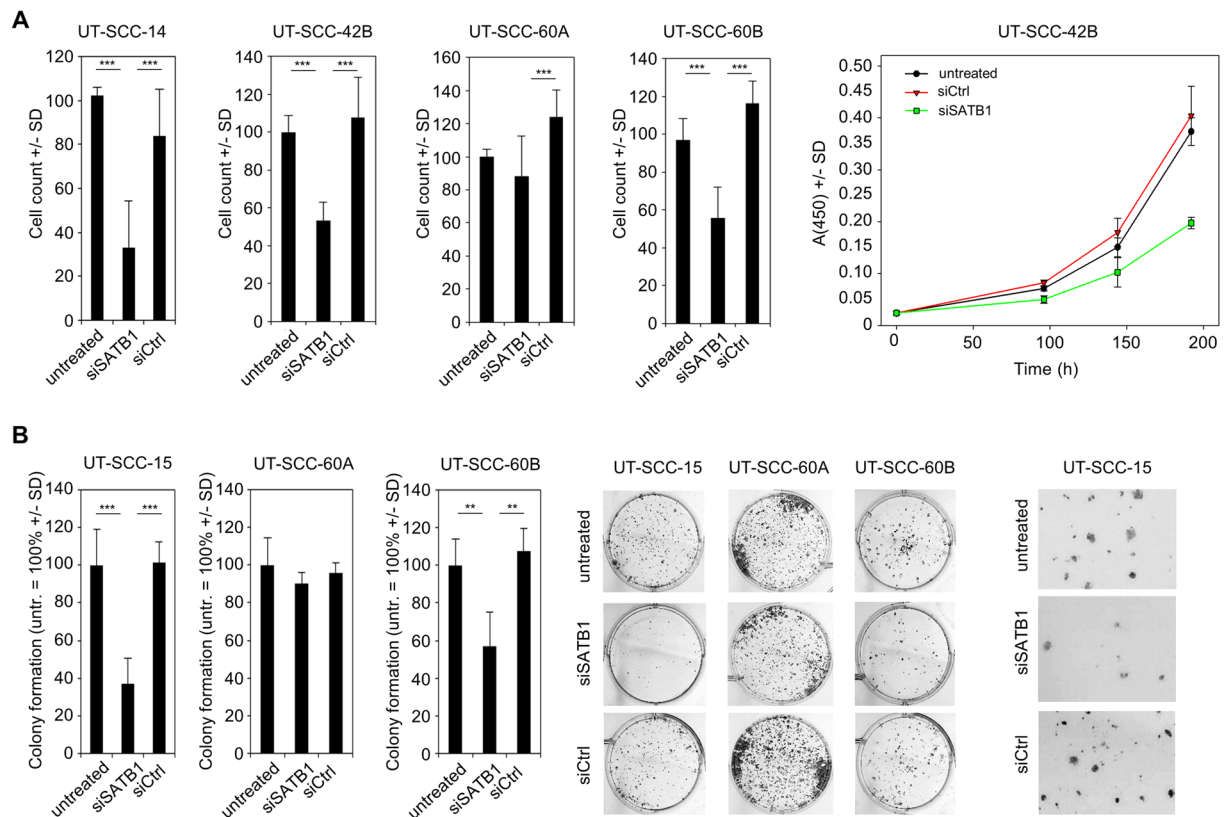 A
UT-SCC-14
Cell count +/- SD
120
100
80
60
40
20
0
*** ***
untreated
siSATB1
siCtrl
UT-SCC-42B
Cell count +/- SD
140
120
100
80
60
40
20
0
*** ***
untreated
siSATB1
siCtrl
UT-SCC-60A
Cell count +/- SD
160
140
120
100
80
60
40
20
0
***
untreated
siSATB1
siCtrl
UT-SCC-60B
Cell count +/- SD
140
120
100
80
60
40
20
0
*** ***
untreated
siSATB1
siCtrl
UT-SCC-42B
A(450) +/- SD
0.50
0.40
0.35
0.30
0.25
0.20
0.15
0.10
0.05
0.00
untreated
siCtrl
siSATB1
0 50 100 150 200
Time (h)
B
UT-SCC-15
Colony formation (untr. = 100% +/- SD)
140
120
100
80
60
40
20
0
*** ***
untreated
siSATB1
siCtrl
UT-SCC-60A
Colony formation (untr. = 100% +/- SD)
140
120
100
80
60
40
20
0
untreated
siSATB1
siCtrl
UT-SCC-60B
Colony formation (untr. = 100% +/- SD)
140
120
100
80
60
40
20
0
** **
untreated
siSATB1
siCtrl
UT-SCC-15 UT-SCC-60A UT-SCC-60B
untreated
siSATB1
siCtrl
UT-SCC-15
untreated
siSATB1
siCtrl